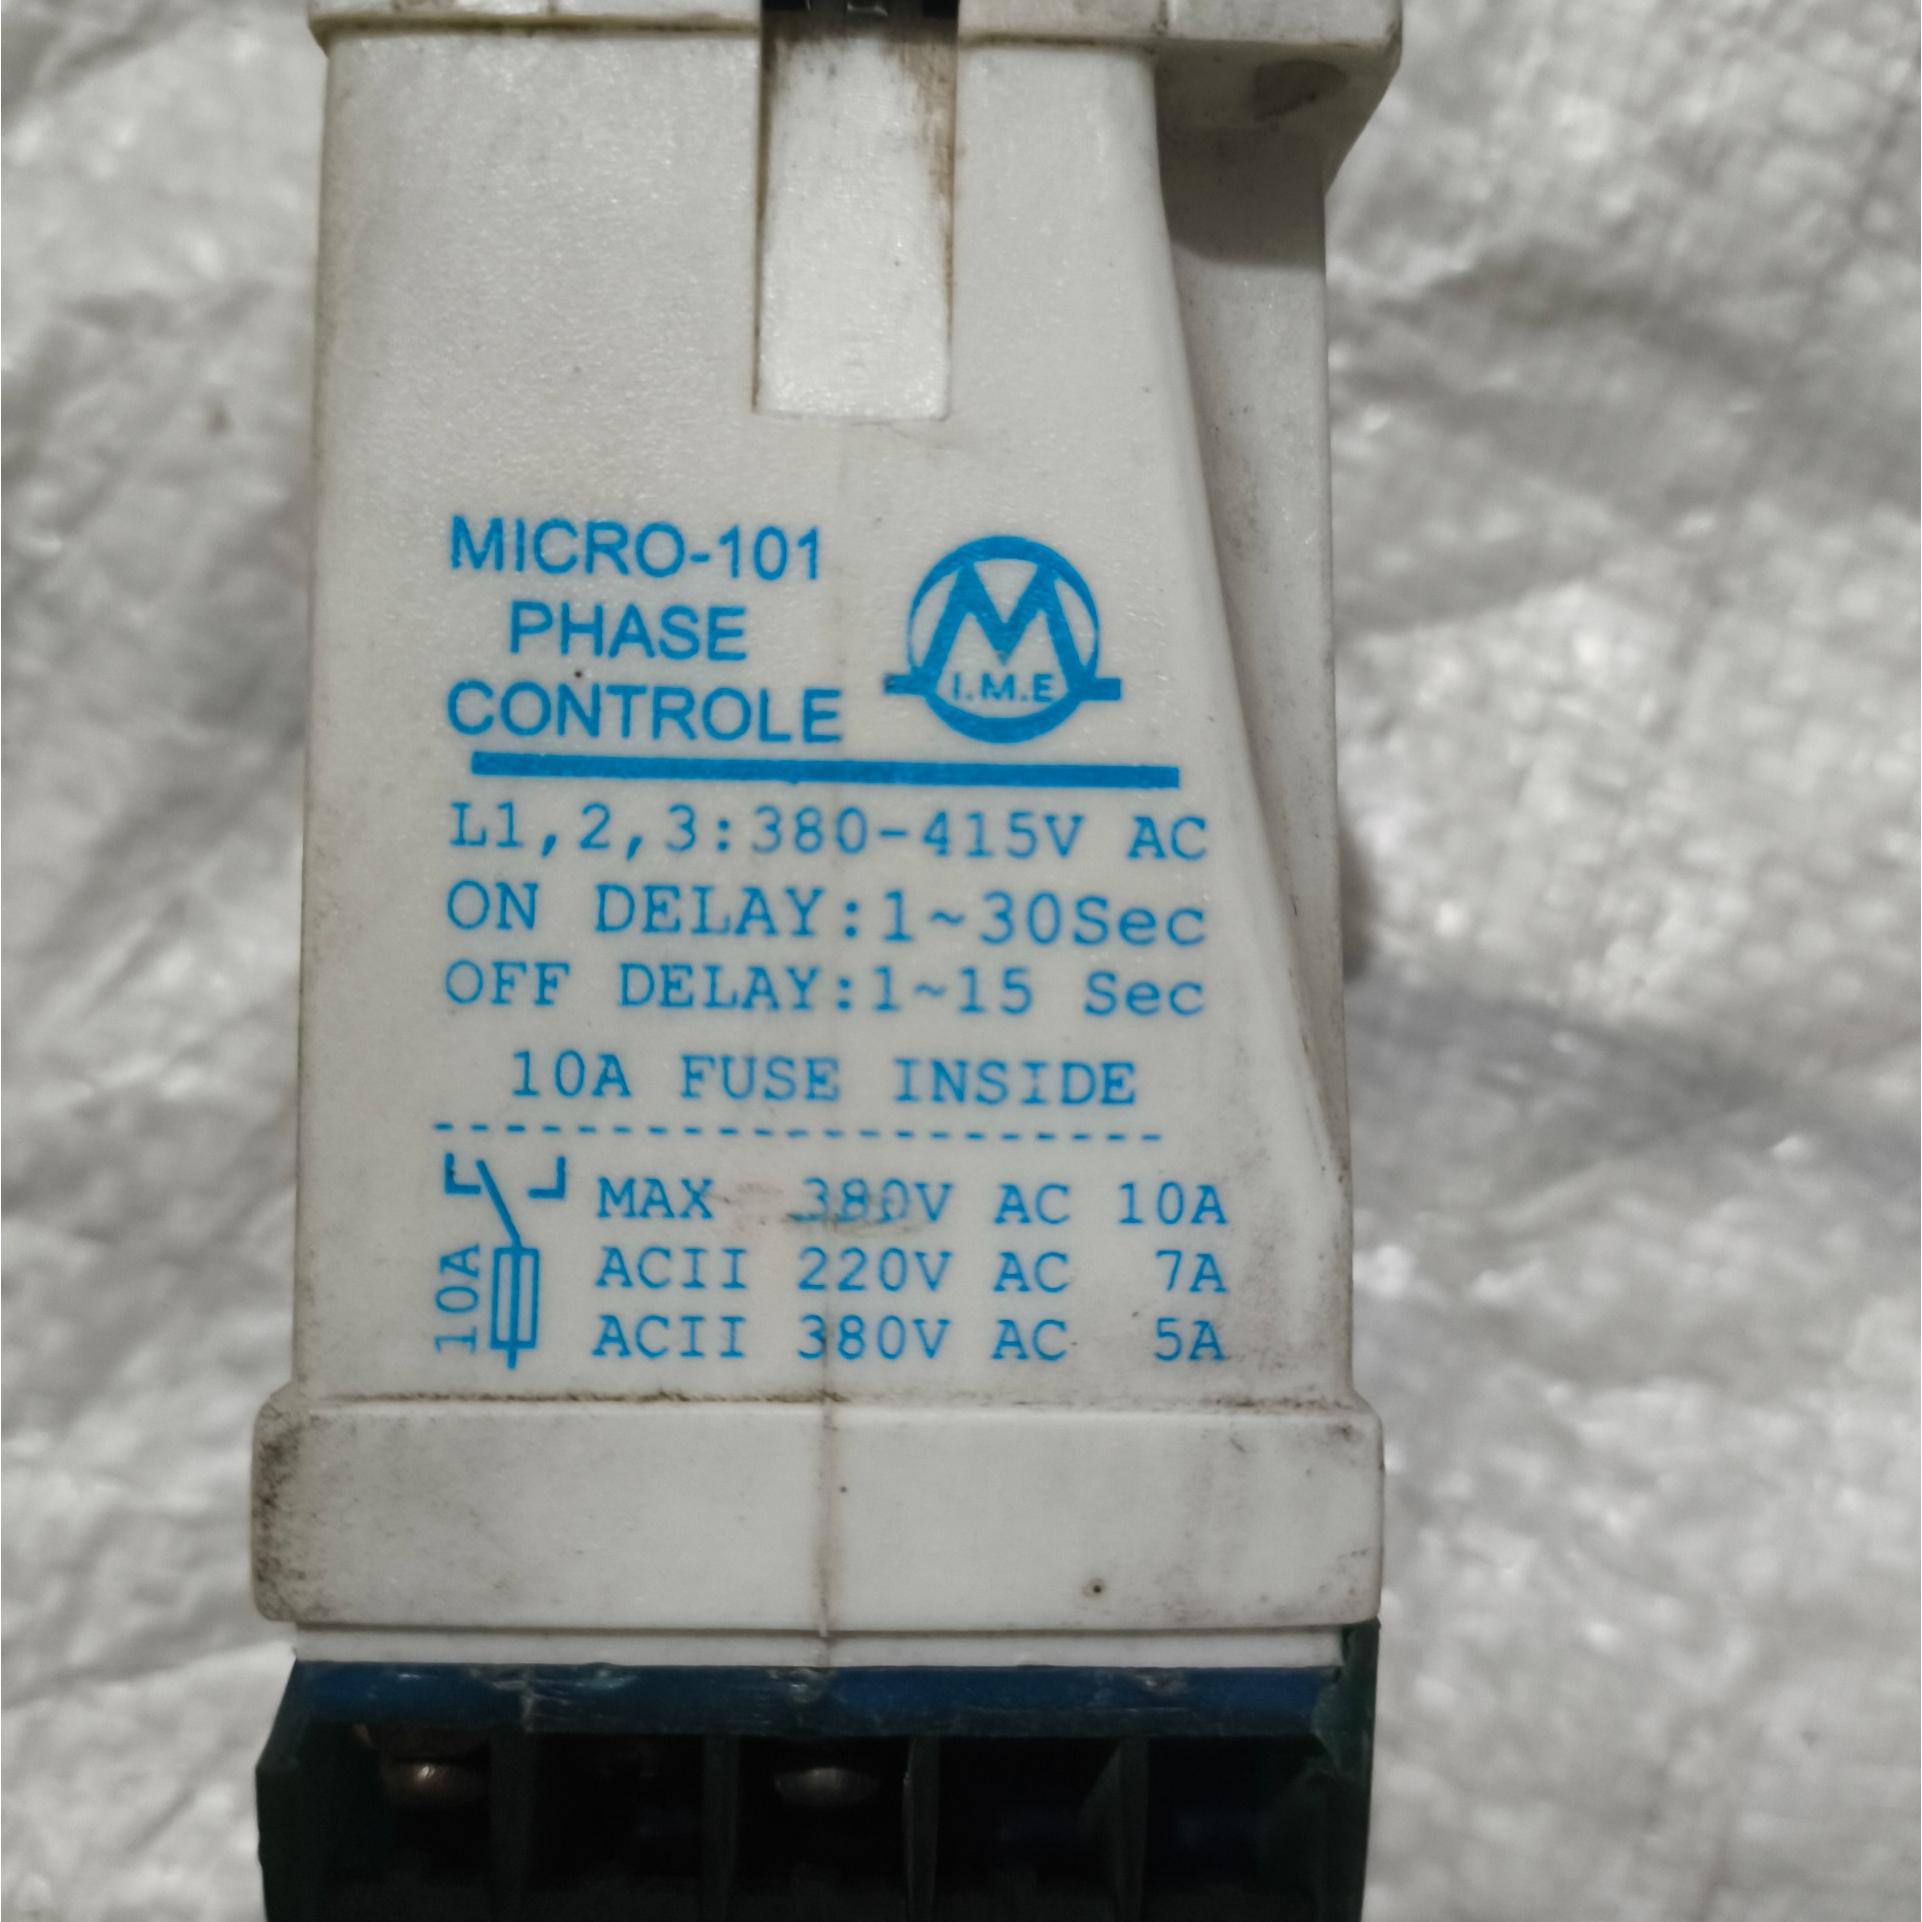 MICRO-101
PHASE
CONTROLE
I.M.E
L1,2,3:380-415V AC
ON DELAY:1~30Sec
OFF DELAY:1~15 Sec
10A FUSE INSIDE
MAX 380V AC 10A
ACII 220V AC 7A
ACII 380V AC 5A
10A